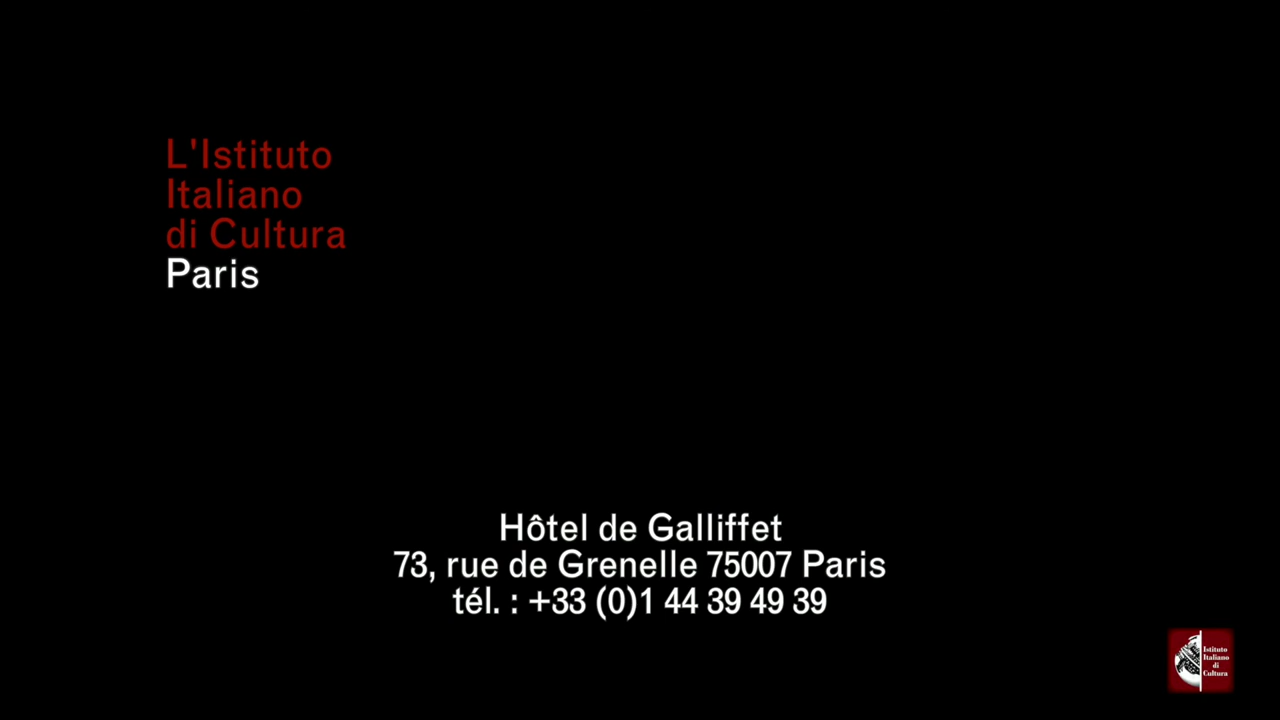 L'Istituto
Italiano
di Cultura
Paris
Hôtel de Galliffet
73, rue de Grenelle 75007 Paris
tél. : +33 (0)1 44 39 49 39
Istituto
Italiano
di
Cultura